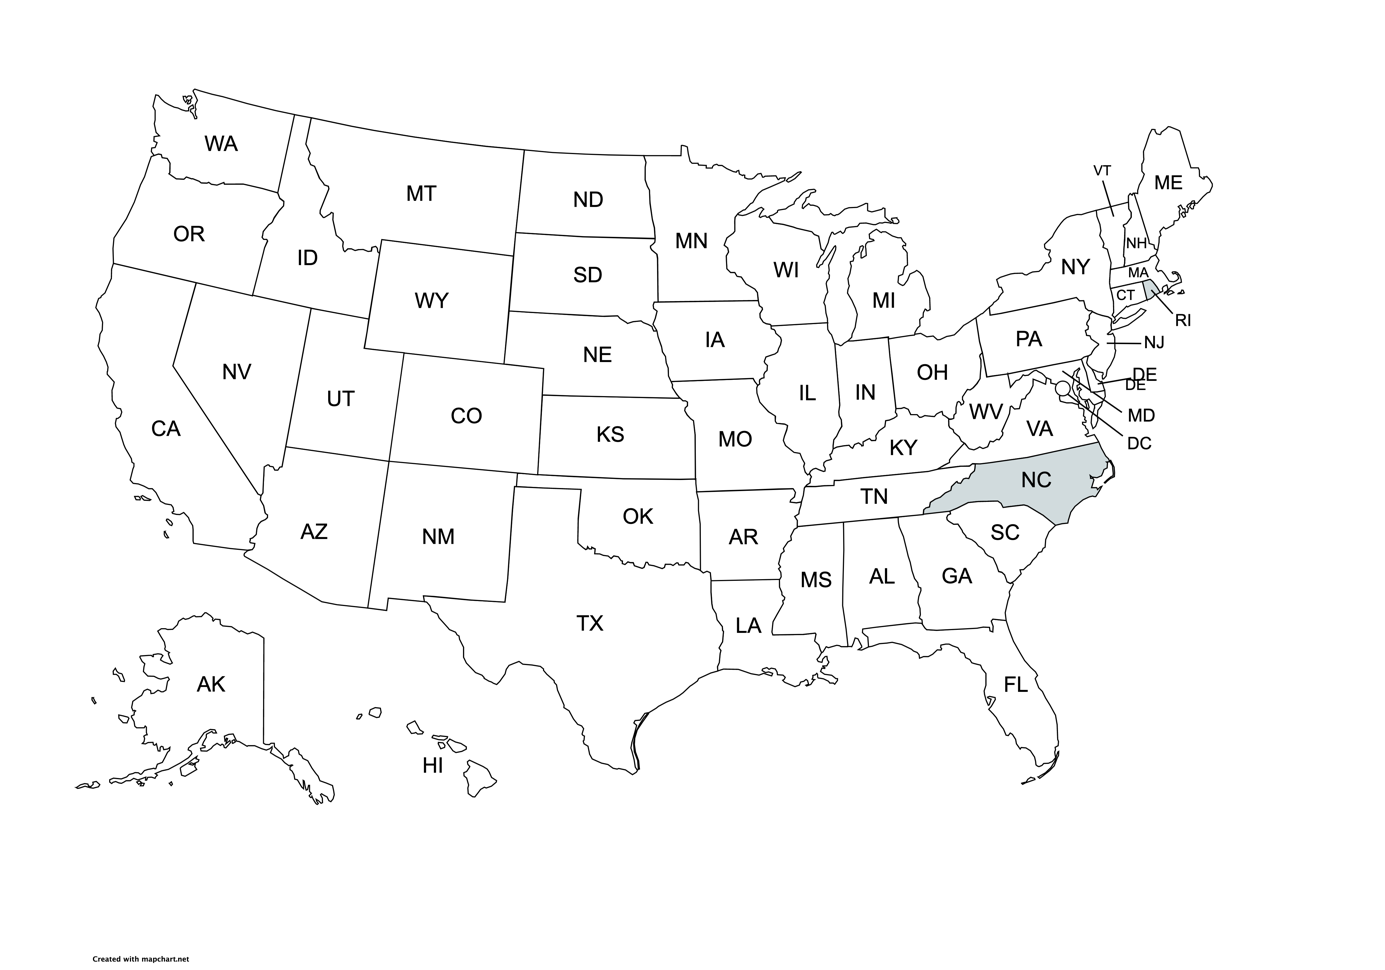 WA
MT
ND
MN
VT
ME
OR
ID
SD
WI
NH
NY
MA
WY
MI
CT
RI
IA
PA
NJ
NV
NE
UT
IL
IN
OH
DE
DE
CO
WV
MD
CA
KS
MO
KY
VA
DC
NC
AZ
NM
OK
AR
TN
SC
MS
AL
GA
TX
LA
AK
FL
HI
Created with mapchart.net